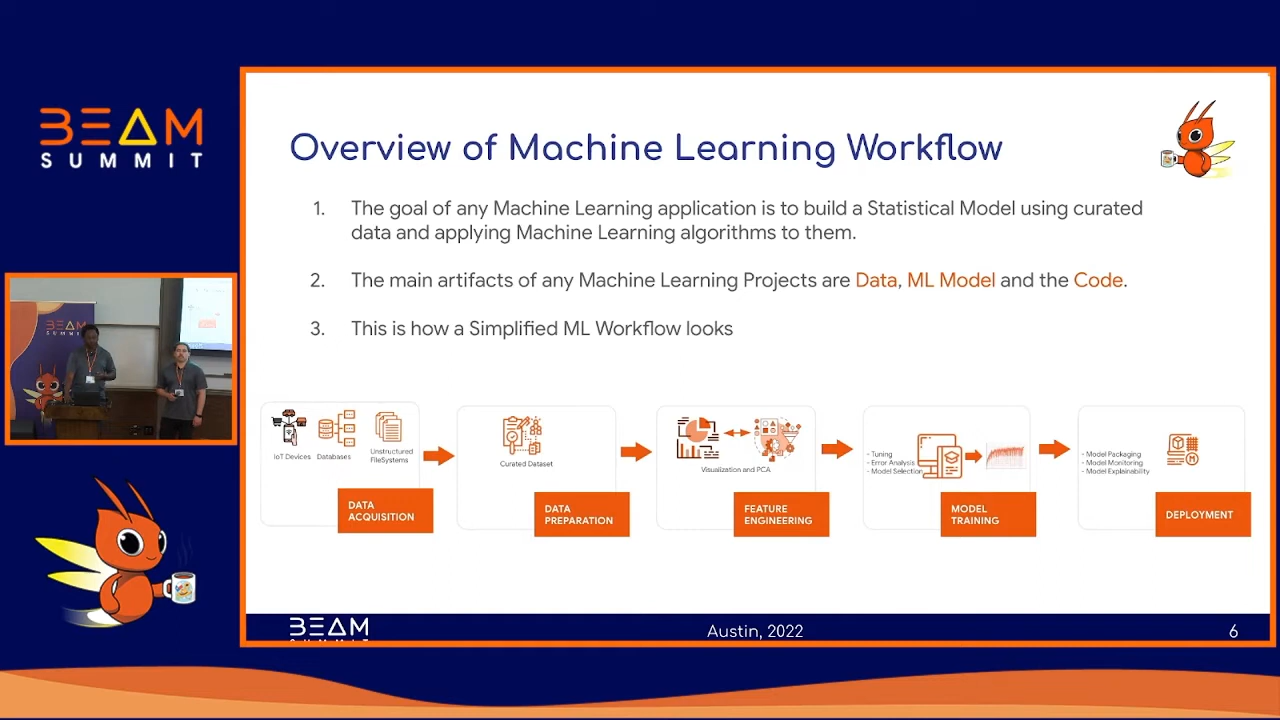 BEAM
SUMMIT
Overview of Machine Learning Workflow
1. The goal of any Machine Learning application is to build a Statistical Model using curated
data and applying Machine Learning algorithms to them.
2. The main artifacts of any Machine Learning Projects are Data, ML Model and the Code.
3. This is how a Simplified ML Workflow looks
BEAM
SUMMIT
IoT Devices
Databases
Unstructured
FileSystems
DATA
ACQUISITION
Curated Dataset
DATA
PREPARATION
Visualization and PCA
FEATURE
ENGINEERING
- Tuning
- Error Analysis
- Model Selection
MODEL
TRAINING
- Model Packaging
- Model Monitoring
- Model Explainability
DEPLOYMENT
BEAM
Austin, 2022
6